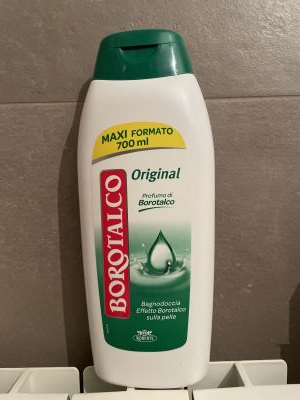 MAXI FORMATO
700 ml
BOROTALCO
Original
Profumo di
Borotalco
Bagnodoccia
Effetto Borotalco
sulla pelle
ROBERTS